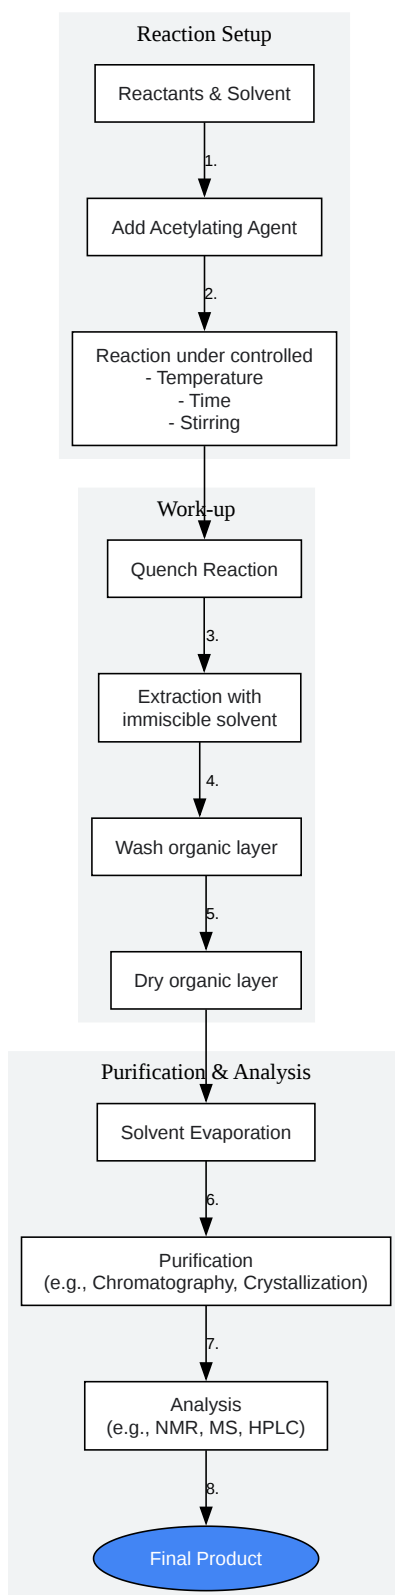 Reaction Setup
Reactants & Solvent
1.
Add Acetylating Agent
2.
Reaction under controlled
- Temperature
- Time
- Stirring
Work-up
Quench Reaction
3.
Extraction with
immiscible solvent
4.
Wash organic layer
5.
Dry organic layer
Purification & Analysis
Solvent Evaporation
6.
Purification
(e.g., Chromatography, Crystallization)
7.
Analysis
(e.g., NMR, MS, HPLC)
8.
Final Product